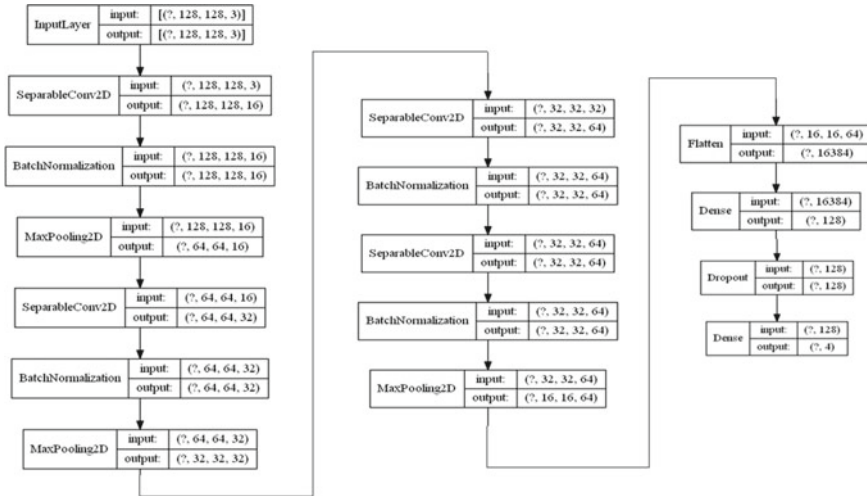 InputLayer input: [(?, 128, 128, 3)]
output: [(?, 128, 128, 3)]
SeparableConv2D input: (?, 128, 128, 3)
output: (?, 128, 128, 16)
BatchNormalization input: (?, 128, 128, 16)
output: (?, 128, 128, 16)
MaxPooling2D input: (?, 128, 128, 16)
output: (?, 64, 64, 16)
SeparableConv2D input: (?, 64, 64, 16)
output: (?, 64, 64, 32)
BatchNormalization input: (?, 64, 64, 32)
output: (?, 64, 64, 32)
MaxPooling2D input: (?, 64, 64, 32)
output: (?, 32, 32, 32)
SeparableConv2D input: (?, 32, 32, 32)
output: (?, 32, 32, 64)
BatchNormalization input: (?, 32, 32, 64)
output: (?, 32, 32, 64)
SeparableConv2D input: (?, 32, 32, 64)
output: (?, 32, 32, 64)
BatchNormalization input: (?, 32, 32, 64)
output: (?, 32, 32, 64)
MaxPooling2D input: (?, 32, 32, 64)
output: (?, 16, 16, 64)
Flatten input: (?, 16, 16, 64)
output: (?, 16384)
Dense input: (?, 16384)
output: (?, 128)
Dropout input: (?, 128)
output: (?, 128)
Dense input: (?, 128)
output: (?, 4)